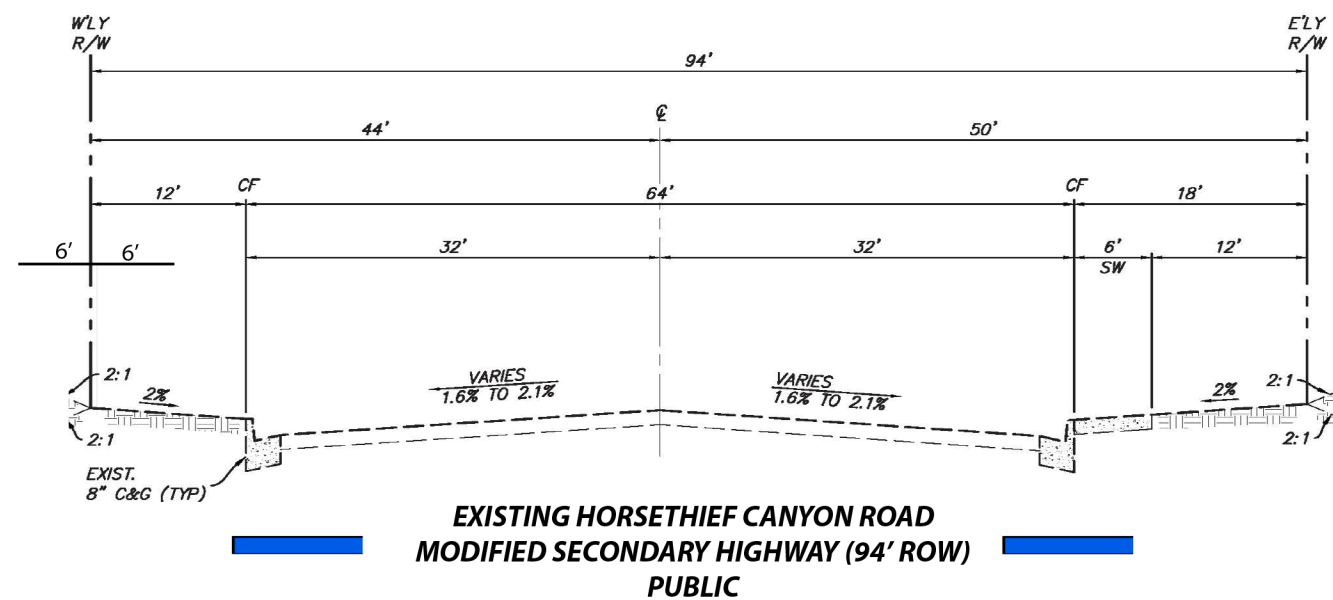 W'LY
R/W
E'LY
R/W
94'
℄
44'
50'
12'
CF
64'
CF
18'
6'
6'
32'
32'
6'
SW
12'
2:1
2%
VARIES
1.6% TO 2.1%
VARIES
1.6% TO 2.1%
2%
2:1
2:1
2:1
EXIST.
8" C&G (TYP)
EXISTING HORSETHIEF CANYON ROAD
MODIFIED SECONDARY HIGHWAY (94' ROW)
PUBLIC